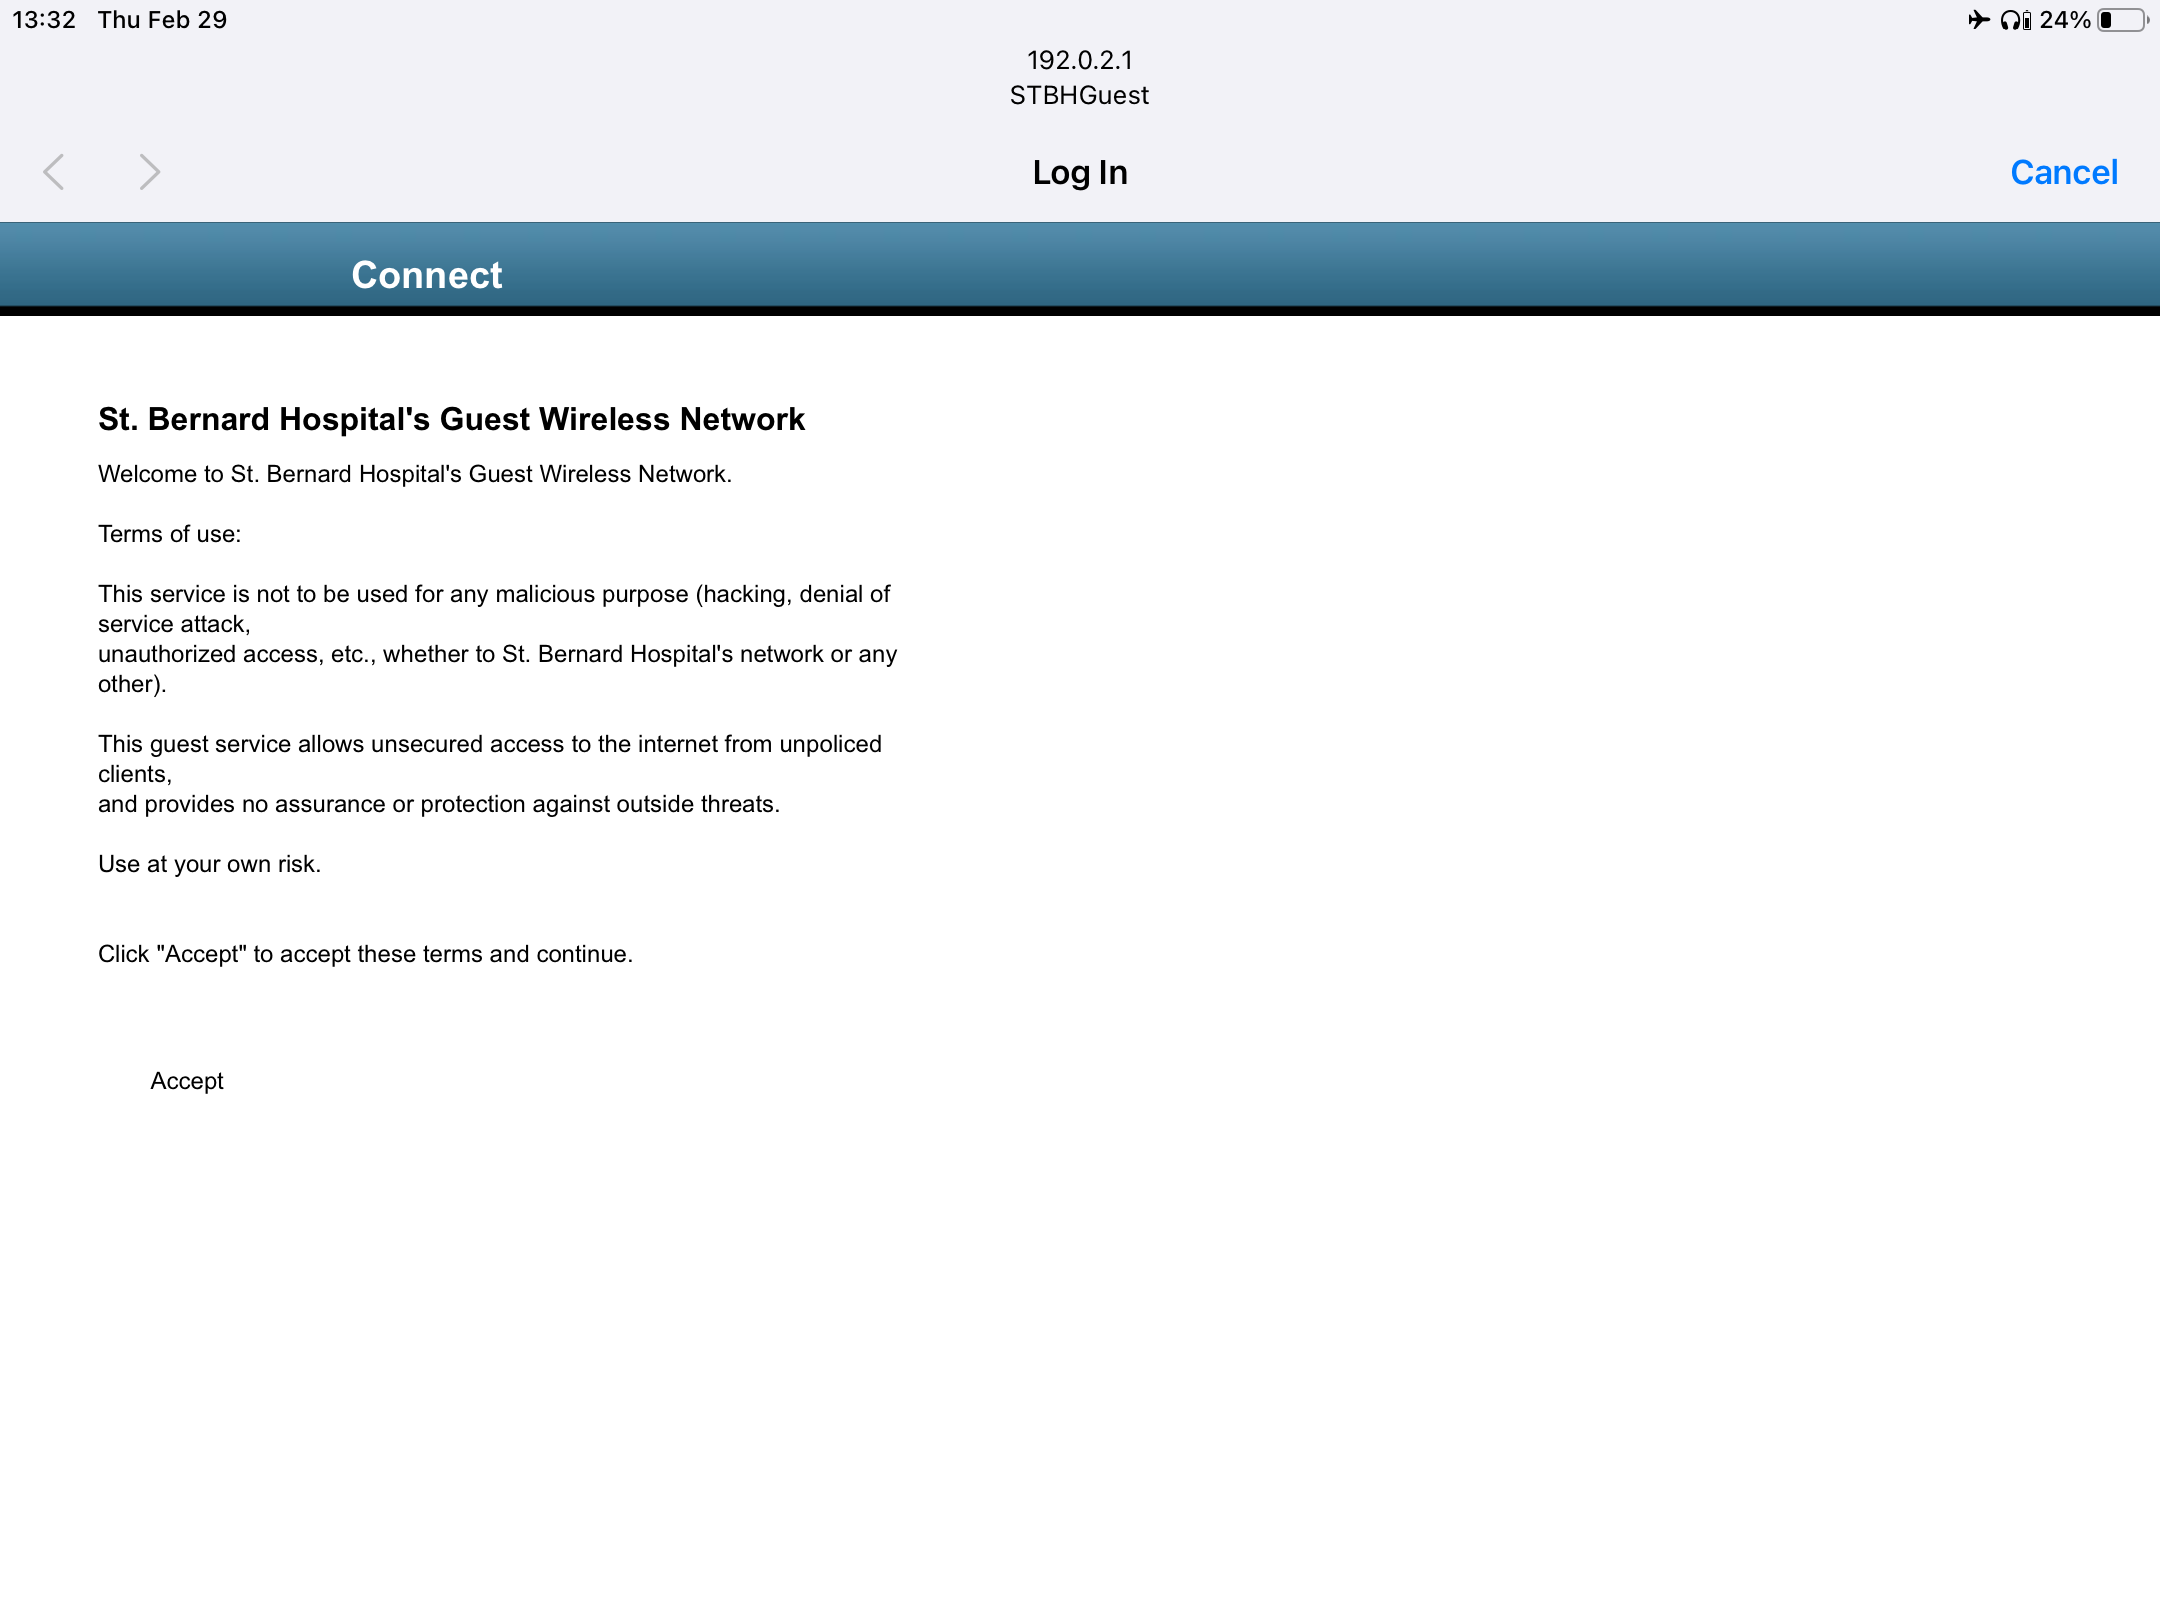 13:32 Thu Feb 29
24%
192.0.2.1
STBHGuest
Log In
Cancel
Connect
St. Bernard Hospital's Guest Wireless Network
Welcome to St. Bernard Hospital's Guest Wireless Network.
Terms of use:
This service is not to be used for any malicious purpose (hacking, denial of
service attack,
unauthorized access, etc., whether to St. Bernard Hospital's network or any
other).
This guest service allows unsecured access to the internet from unpoliced
clients,
and provides no assurance or protection against outside threats.
Use at your own risk.
Click "Accept" to accept these terms and continue.
Accept